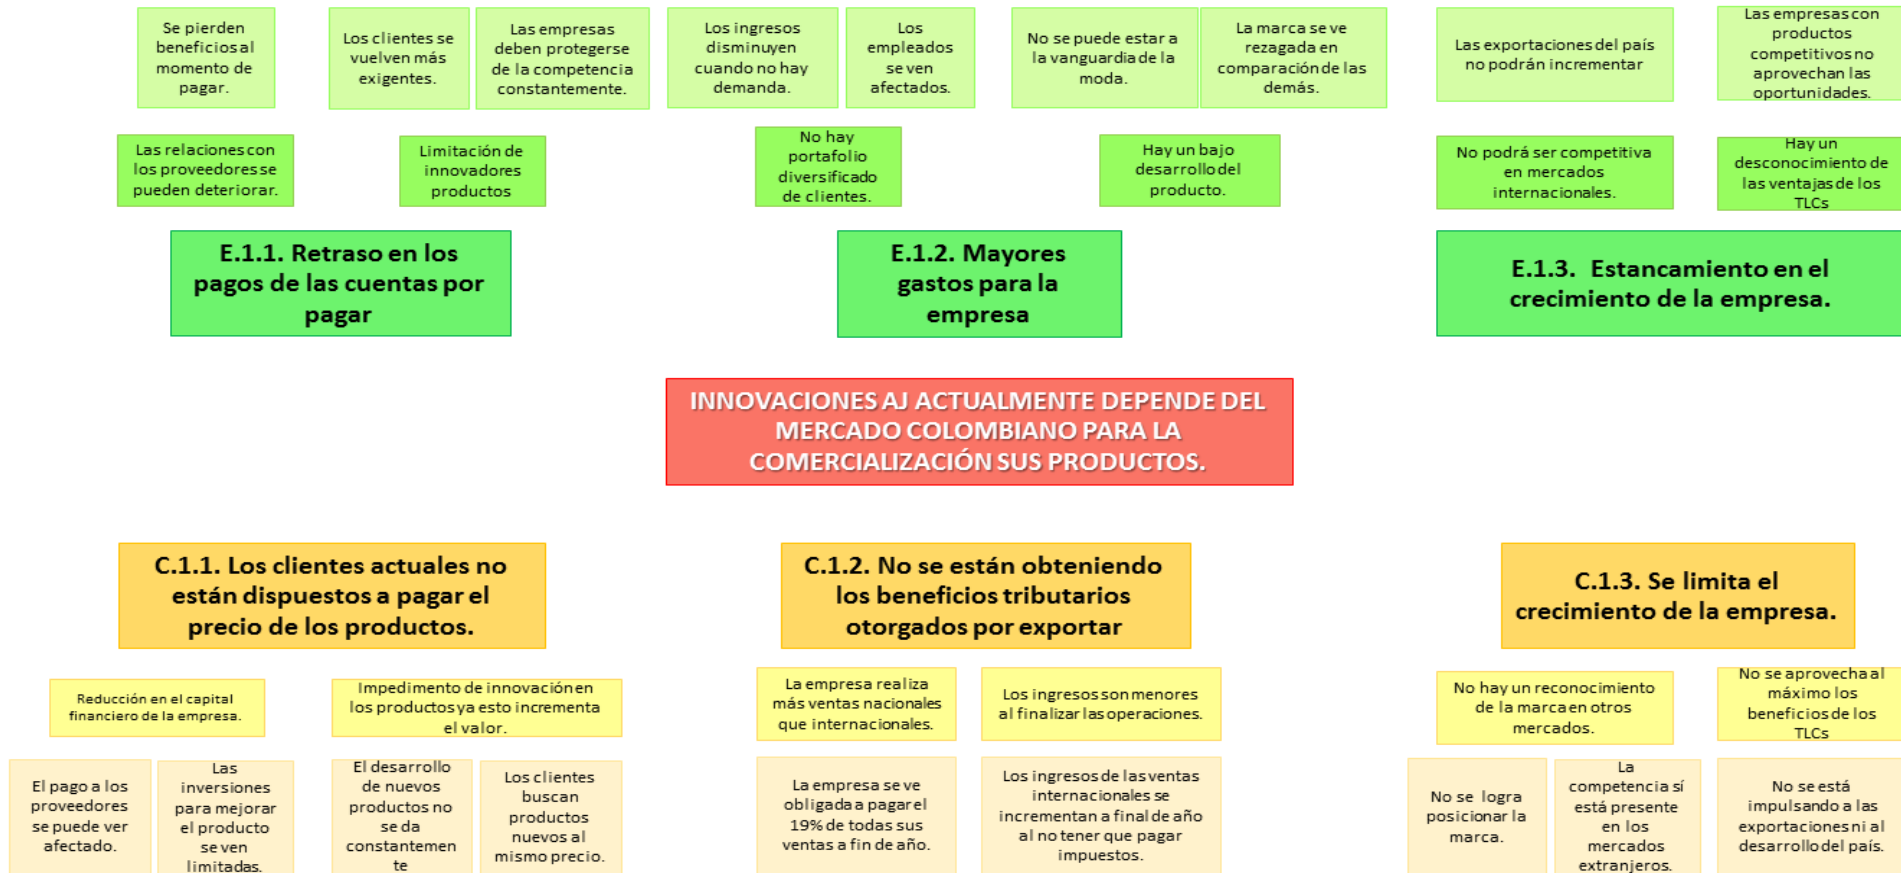 Se pierden
beneficios al
momento de
pagar.
Los clientes se
vuelven más
exigentes.
Las empresas
deben protegerse
de la competencia
constantemente.
Los ingresos
disminuyen
cuando no hay
demanda.
Los
empleados
se ven
afectados.
No se puede estar a
la vanguardia de la
moda.
La marca se ve
rezagada en
comparación de las
demás.
Las exportaciones del país
no podrán incrementar
Las empresas con
productos
competitivos no
aprovechan las
oportunidades.
Las relaciones con
los proveedores se
pueden deteriorar.
Limitación de
innovadores
productos
No hay
portafolio
diversificado
de clientes.
Hay un bajo
desarrollo del
producto.
No podrá ser competitiva
en mercados
internacionales.
Hay un
desconocimiento de
las ventajas de los
TLCs
E.1.1. Retraso en los
pagos de las cuentas por
pagar
E.1.2. Mayores
gastos para la
empresa
E.1.3. Estancamiento en el
crecimiento de la empresa.
INNOVACIONES AJ ACTUALMENTE DEPENDE DEL
MERCADO COLOMBIANO PARA LA
COMERCIALIZACIÓN SUS PRODUCTOS.
C.1.1. Los clientes actuales no
están dispuestos a pagar el
precio de los productos.
C.1.2. No se están obteniendo
los beneficios tributarios
otorgados por exportar
C.1.3. Se limita el
crecimiento de la empresa.
Reducción en el capital
financiero de la empresa.
Impedimento de innovación en
los productos ya esto incrementa
el valor.
La empresa realiza
más ventas nacionales
que internacionales.
Los ingresos son menores
al finalizar las operaciones.
No hay un reconocimiento
de la marca en otros
mercados.
No se aprovecha al
máximo los
beneficios de los
TLCs
El pago a los
proveedores
se puede ver
afectado.
Las
inversiones
para mejorar
el producto
se ven
limitadas.
El desarrollo
de nuevos
productos no
se da
constantemen
te
Los clientes
buscan
productos
nuevos al
mismo precio.
La empresa se ve
obligada a pagar el
19% de todas sus
ventas a fin de año.
Los ingresos de las ventas
internacionales se
incrementan a final de año
al no tener que pagar
impuestos.
No se logra
posicionar la
marca.
La
competencia sí
está presente
en los
mercados
extranjeros.
No se está
impulsando a las
exportaciones ni al
desarrollo del país.